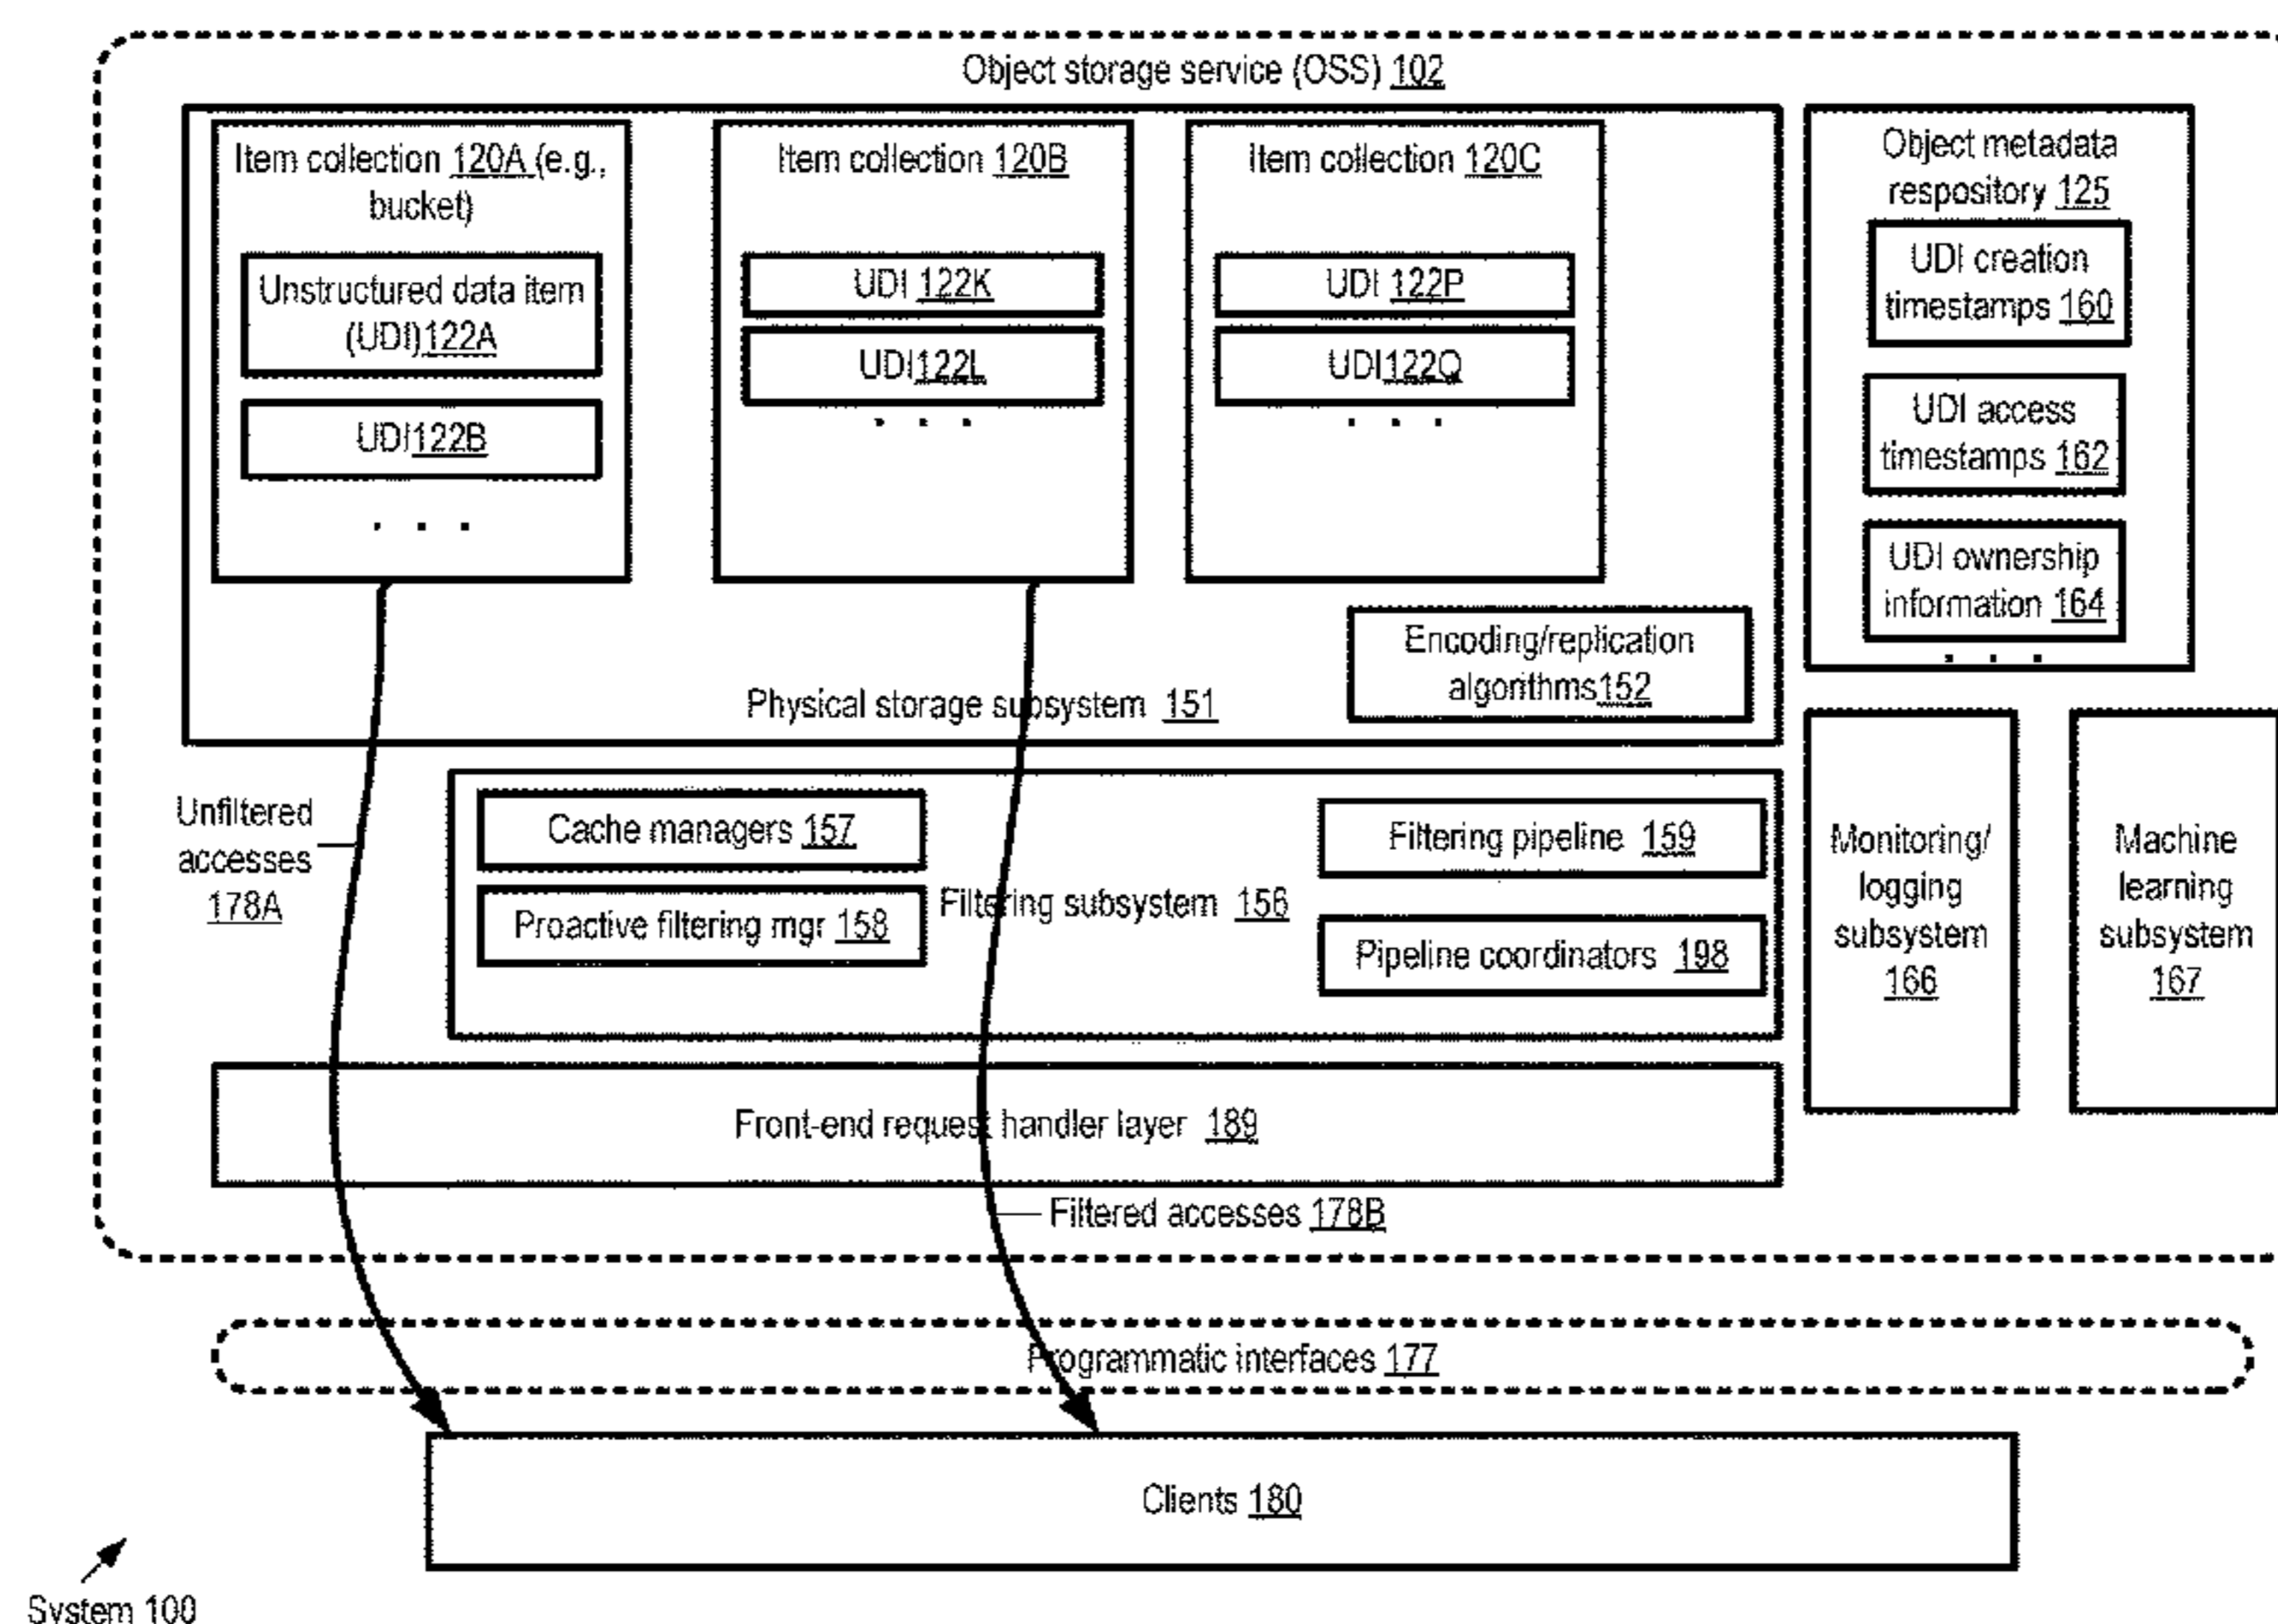 Object storage service (OSS) 102
Item collection 120A (e.g.,
bucket)
Unstructured data item
(UDI) 122A
UDI 122B
. . .
Item collection 120B
UDI 122K
UDI 122L
. . .
Item collection 120C
UDI 122P
UDI 122Q
. . .
Encoding/replication
algorithms 152
Physical storage subsystem 151
Object metadata
respository 125
UDI creation
timestamps 160
UDI access
timestamps 162
UDI ownership
information 164
. . .
Unfiltered
accesses
178A
Cache managers 157
Proactive filtering mgr 158
Filtering subsystem 156
Filtering pipeline 159
Pipeline coordinators 198
Monitoring/
logging
subsystem
166
Machine
learning
subsystem
167
Front-end request handler layer 189
Filtered accesses 178B
Programmatic interfaces 177
Clients 180
System 100